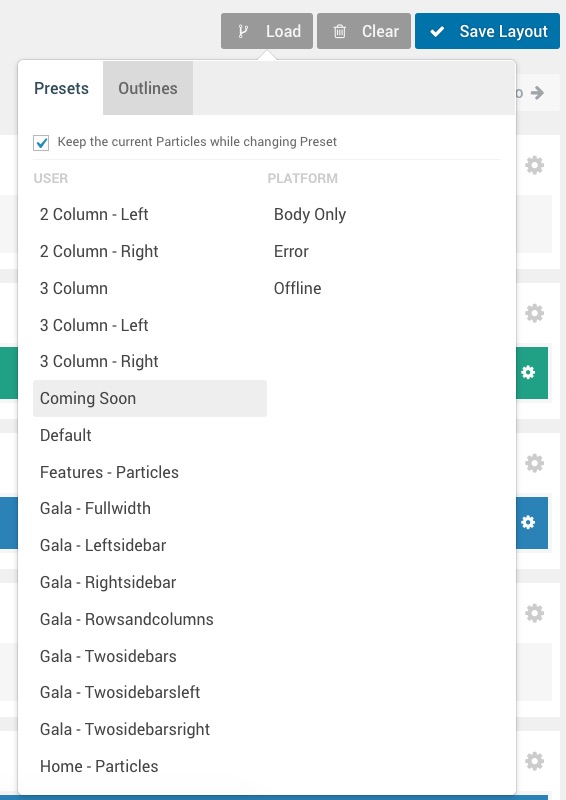 Load
Clear
Save Layout
Presets
Outlines
o
Keep the current Particles while changing Preset
USER
PLATFORM
2 Column - Left
Body Only
2 Column - Right
Error
3 Column
Offline
3 Column - Left
3 Column - Right
Coming Soon
Default
Features - Particles
Gala - Fullwidth
Gala - Leftsidebar
Gala - Rightsidebar
Gala - Rowsandcolumns
Gala - Twosidebars
Gala - Twosidebarsleft
Gala - Twosidebarsright
Home - Particles